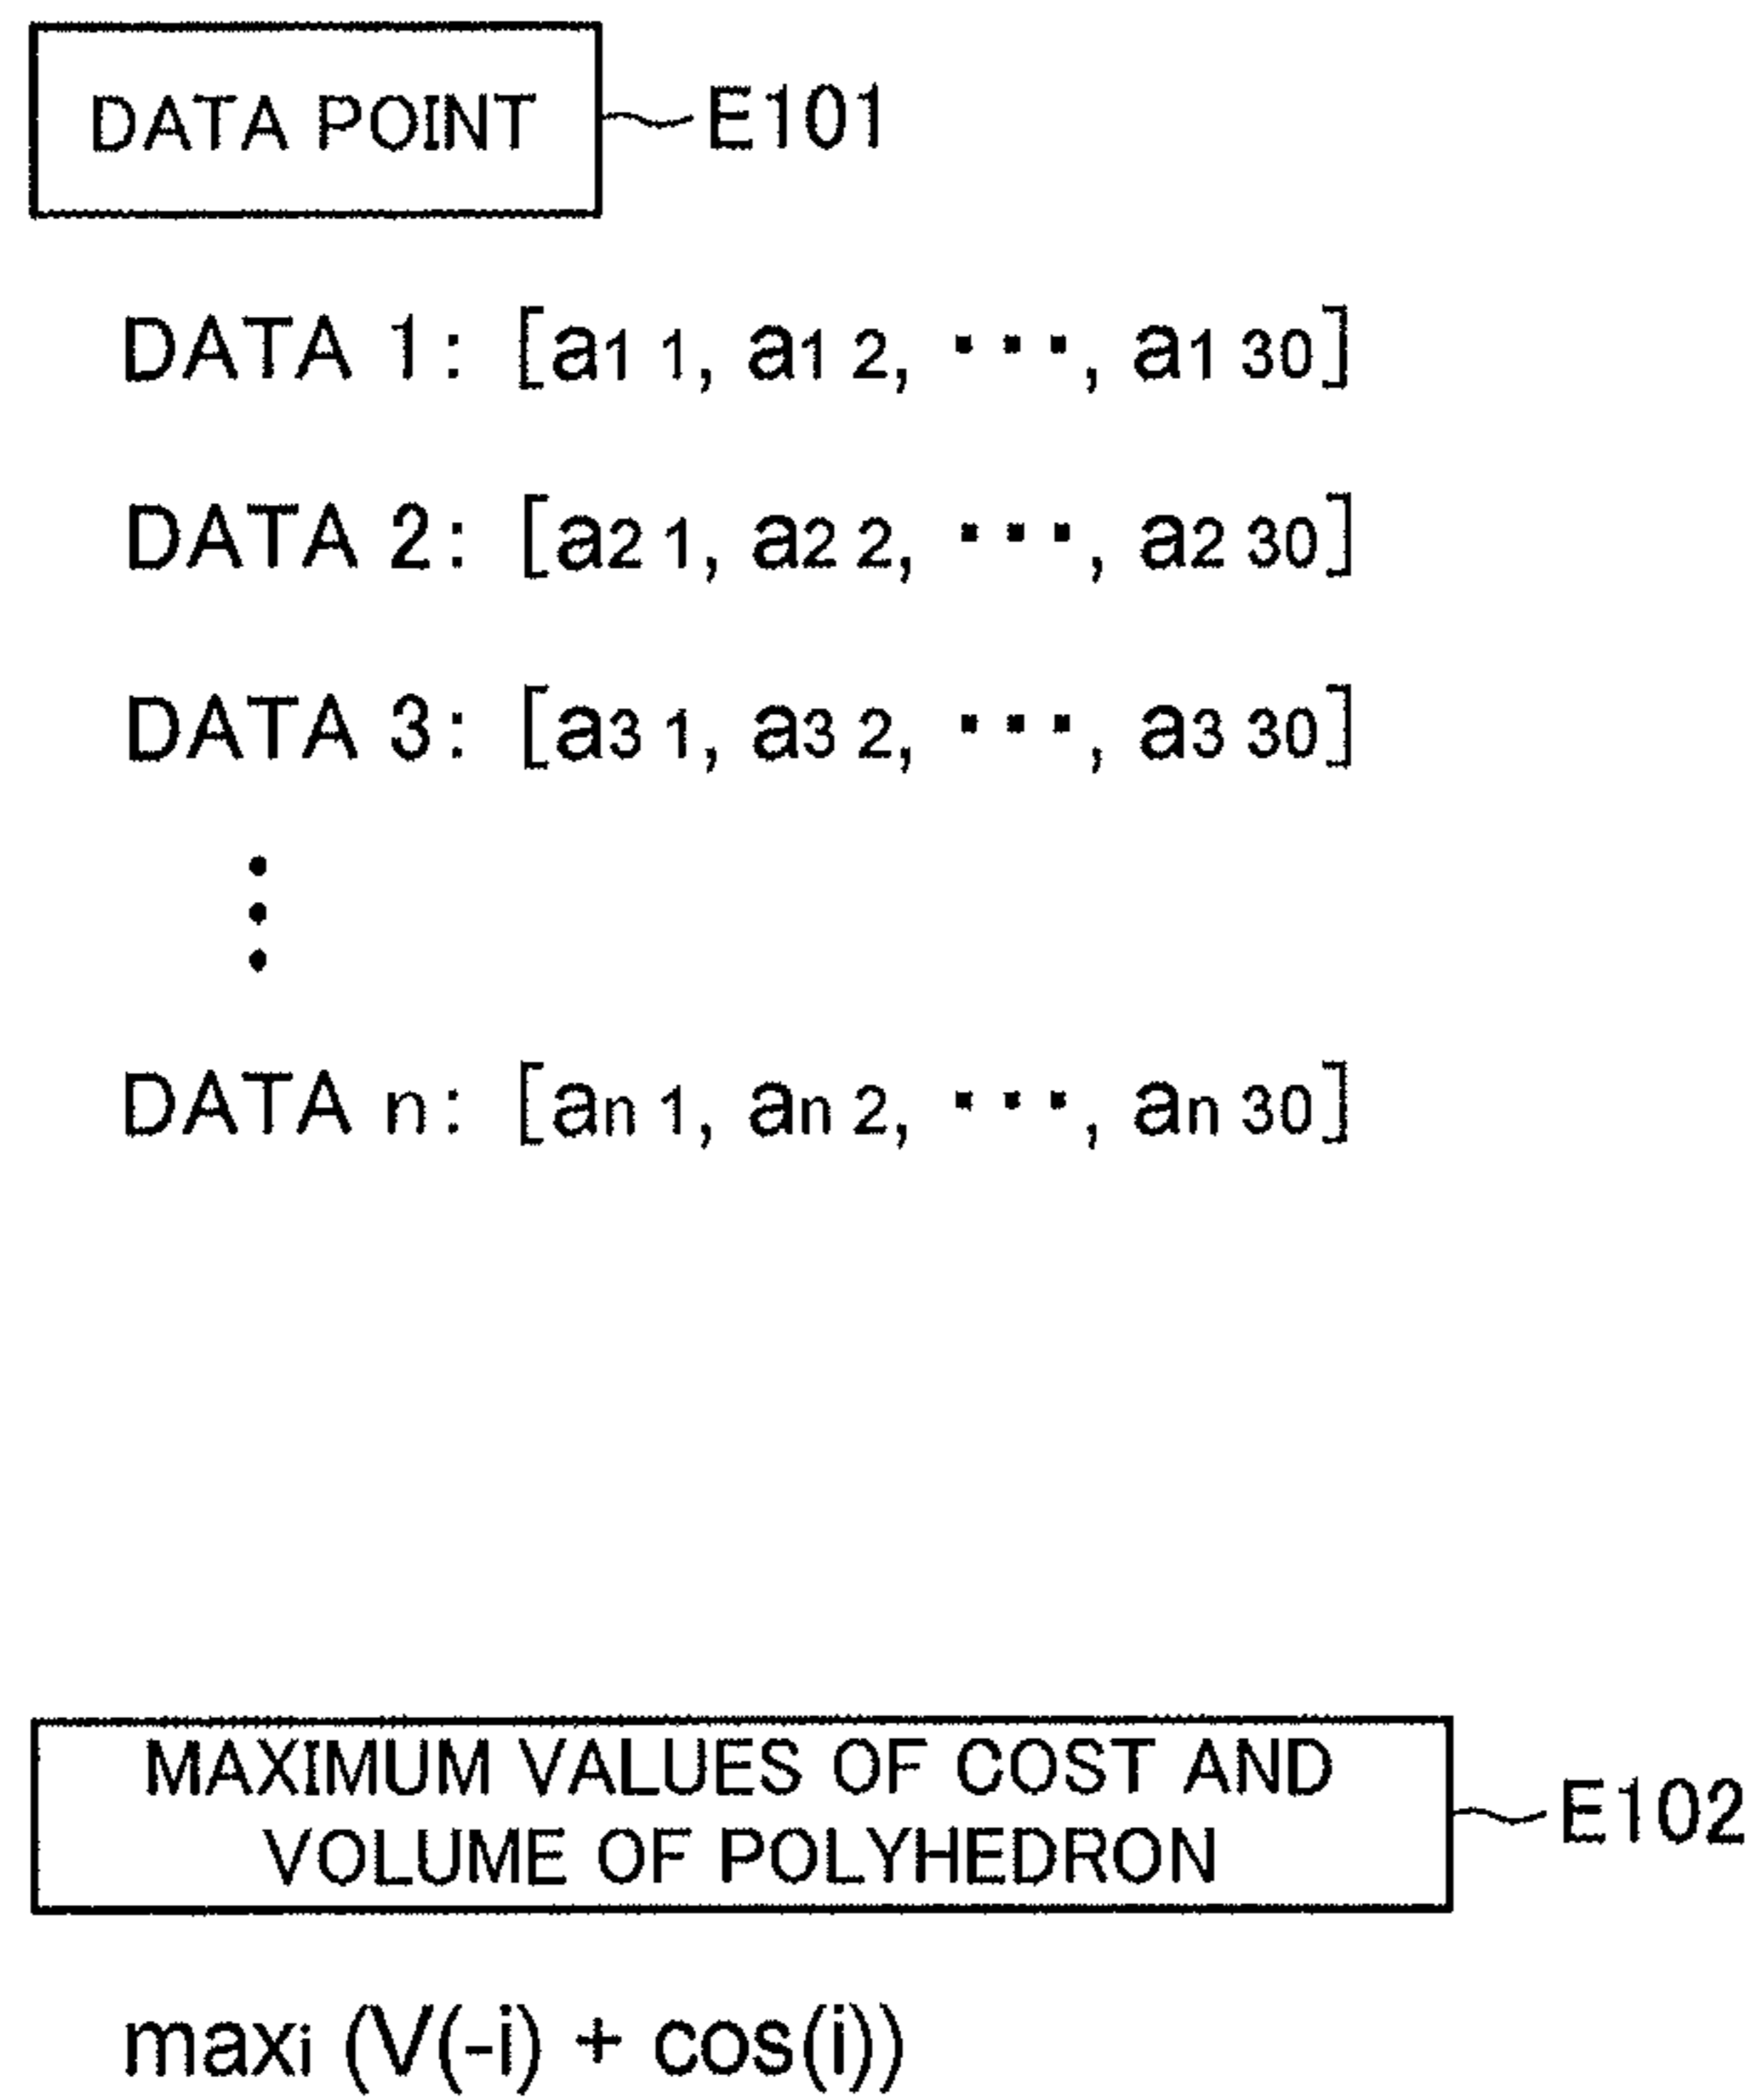 DATA POINT E101
DATA 1: [a1 1, a1 2, ･･･, a1 30]
DATA 2: [a2 1, a2 2, ･･･, a2 30]
DATA 3: [a3 1, a3 2, ･･･, a3 30]
DATA n: [an 1, an 2, ･･･, an 30]
MAXIMUM VALUES OF COST AND
VOLUME OF POLYHEDRON E102
maxi (V(-i) + cos(i))